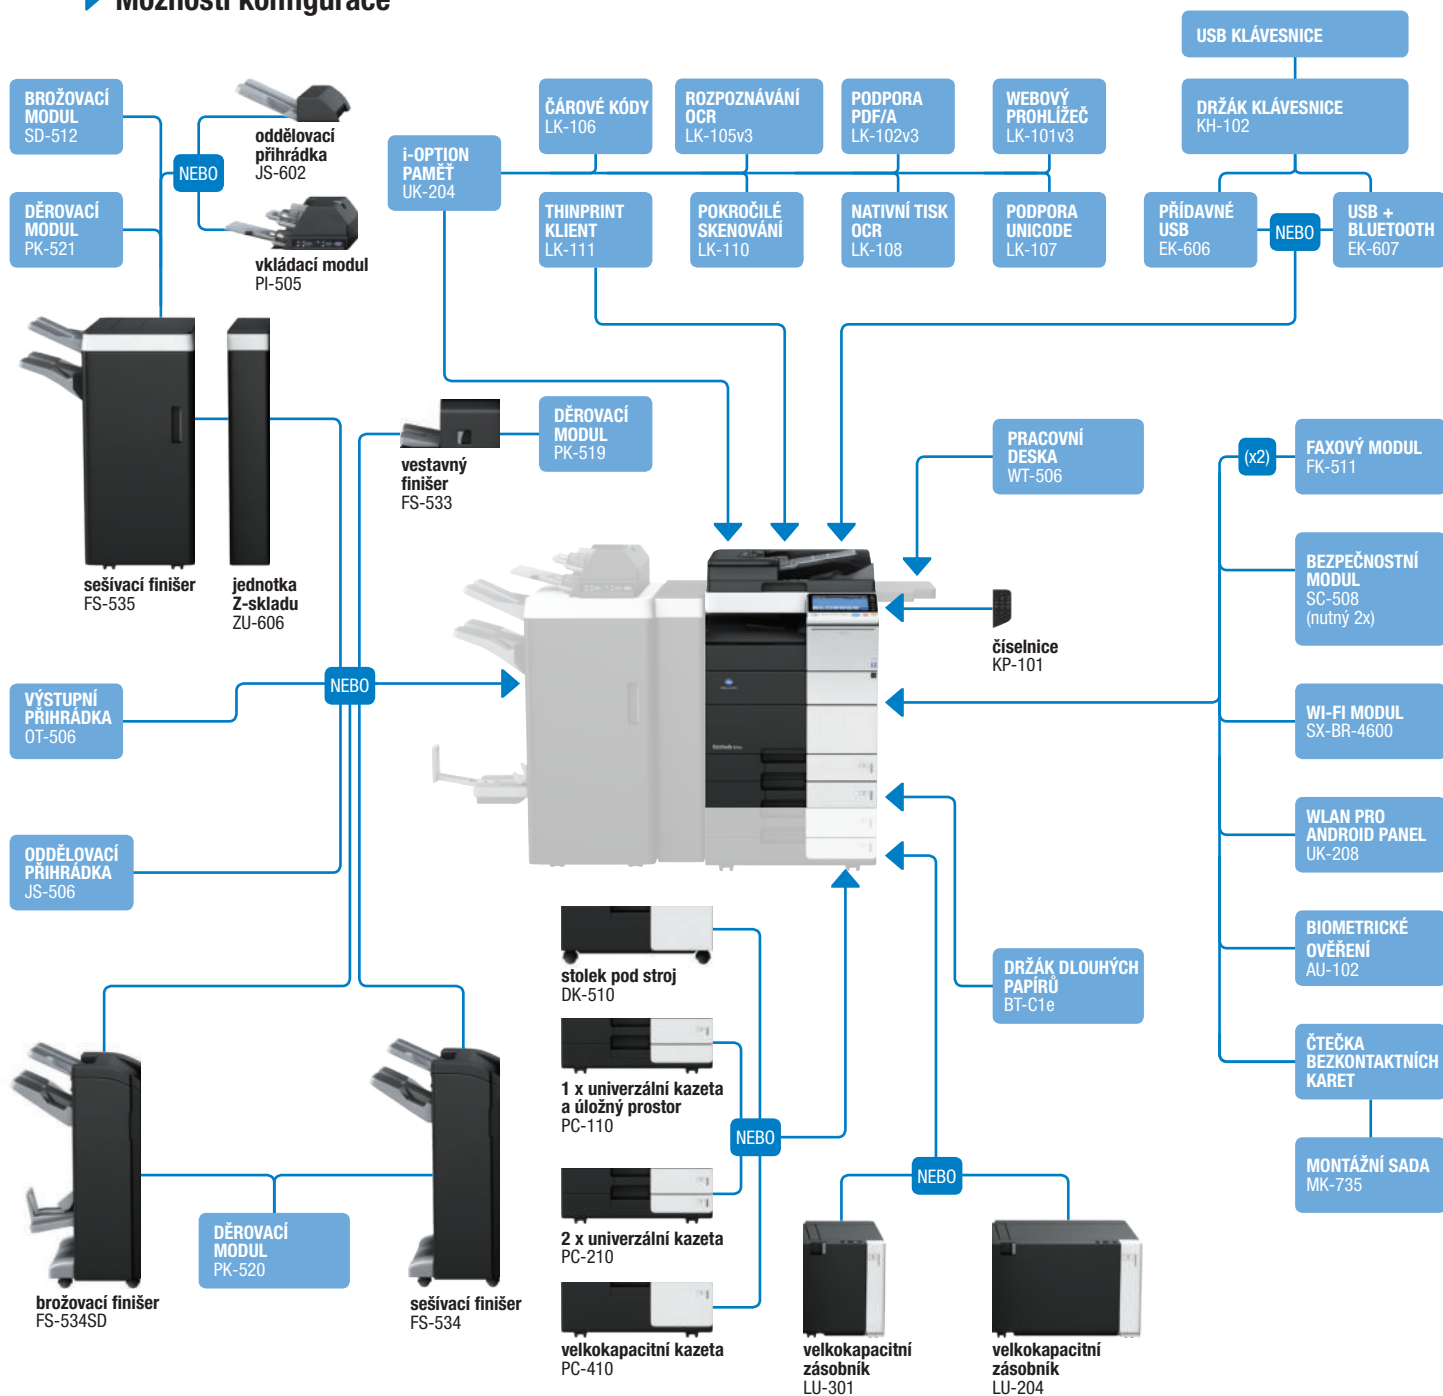 Možnosti konfigurace
USB KLÁVESNICE
BROŽOVACÍ
MODUL
SD-512
oddělovací
přihrádka
JS-602
NEBO
DĚROVACÍ
MODUL
PK-521
vkládací modul
PI-505
i-OPTION
PAMĚŤ
UK-204
ČÁROVÉ KÓDY
LK-106
ROZPOZNÁVÁNÍ
OCR
LK-105v3
PODPORA
PDF/A
LK-102v3
WEBOVÝ
PROHLÍŽEČ
LK-101v3
DRŽÁK KLÁVESNICE
KH-102
THINPRINT
KLIENT
LK-111
POKROČILÉ
SKENOVÁNÍ
LK-110
NATIVNÍ TISK
OCR
LK-108
PODPORA
UNICODE
LK-107
PŘÍDAVNÉ
USB
EK-606
NEBO
USB +
BLUETOOTH
EK-607
sešívací finišer
FS-535
jednotka
Z-skladu
ZU-606
vestavný
finišer
FS-533
DĚROVACÍ
MODUL
PK-519
PRACOVNÍ
DESKA
WT-506
(x2)
FAXOVÝ MODUL
FK-511
BEZPEČNOSTNÍ
MODUL
SC-508
(nutný 2x)
číselnice
KP-101
VÝSTUPNÍ
PŘIHRÁDKA
OT-506
NEBO
WI-FI MODUL
SX-BR-4600
WLAN PRO
ANDROID PANEL
UK-208
ODDĚLOVACÍ
PŘIHRÁDKA
JS-506
BIOMETRICKÉ
OVĚŘENÍ
AU-102
stolek pod stroj
DK-510
DRŽÁK DLOUHÝCH
PAPÍRŮ
BT-C1e
ČTEČKA
BEZKONTAKTNÍCH
KARET
1 x univerzální kazeta
a úložný prostor
PC-110
NEBO
NEBO
MONTÁŽNÍ SADA
MK-735
DĚROVACÍ
MODUL
PK-520
2 x univerzální kazeta
PC-210
brožovací finišer
FS-534SD
sešívací finišer
FS-534
velkokapacitní kazeta
PC-410
velkokapacitní
zásobník
LU-301
velkokapacitní
zásobník
LU-204